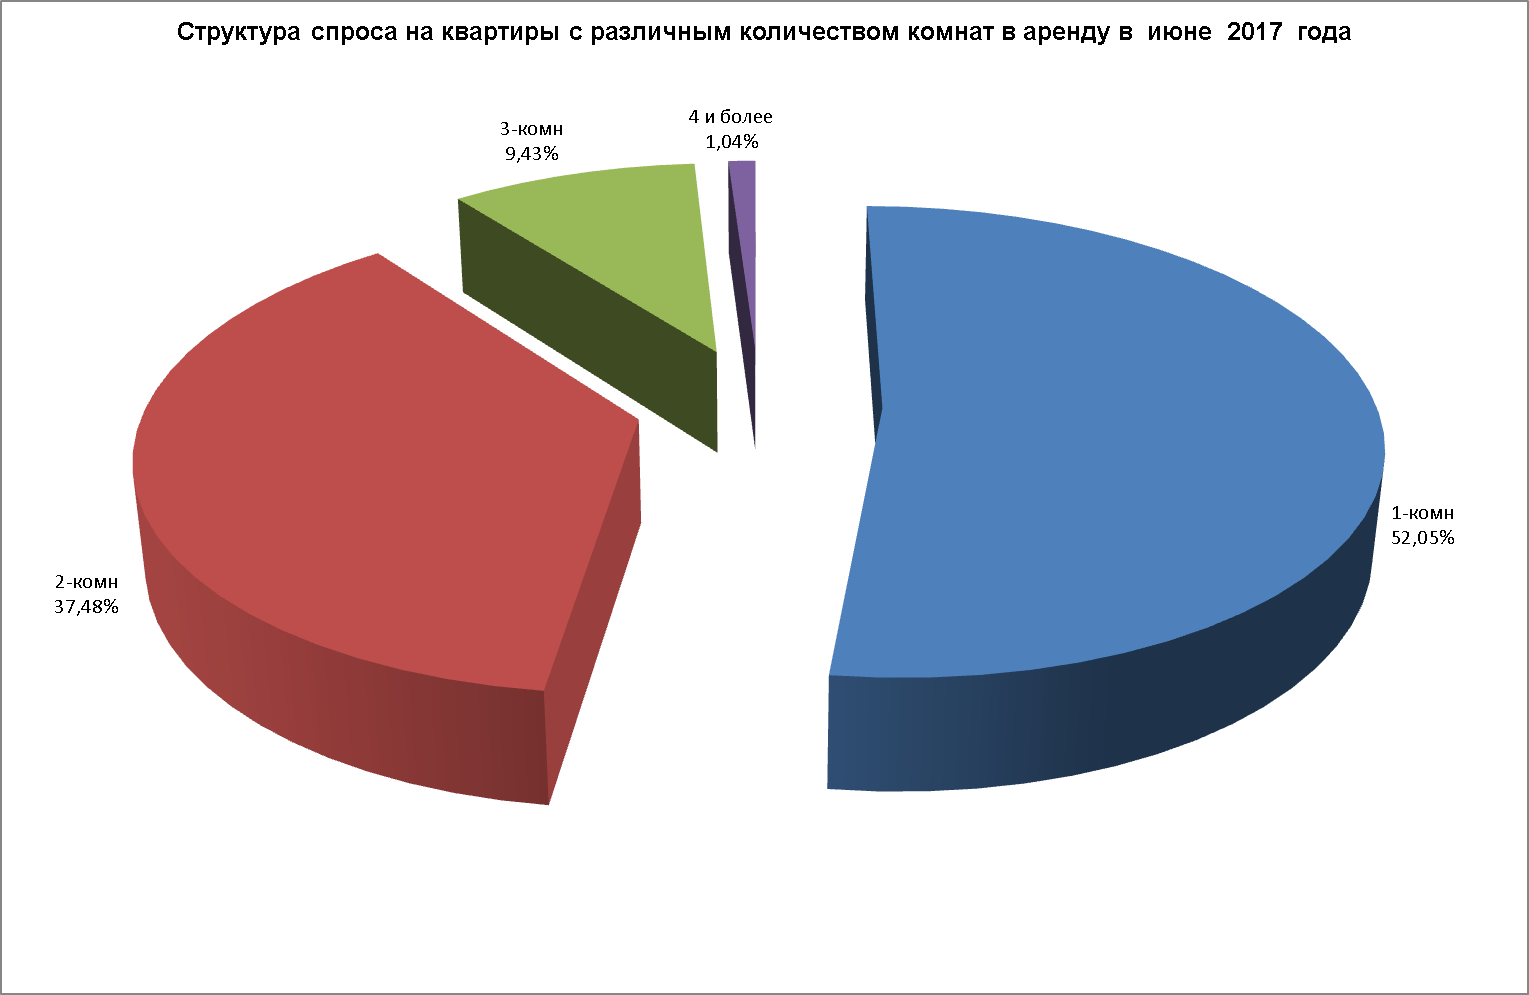 Структура спроса на квартиры с различным количеством комнат в аренду в июне 2017 года
4 и более
1,04%
3-комн
9,43%
1-комн
52,05%
2-комн
37,48%